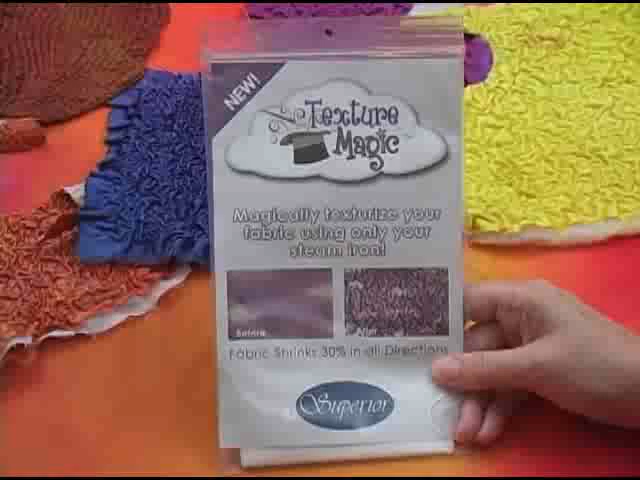 NEW!
Texture
Magic
Magically texturize your
fabric using only your
steam iron!
Before
After
Fabric Shrinks 30% in all Directions
Superior